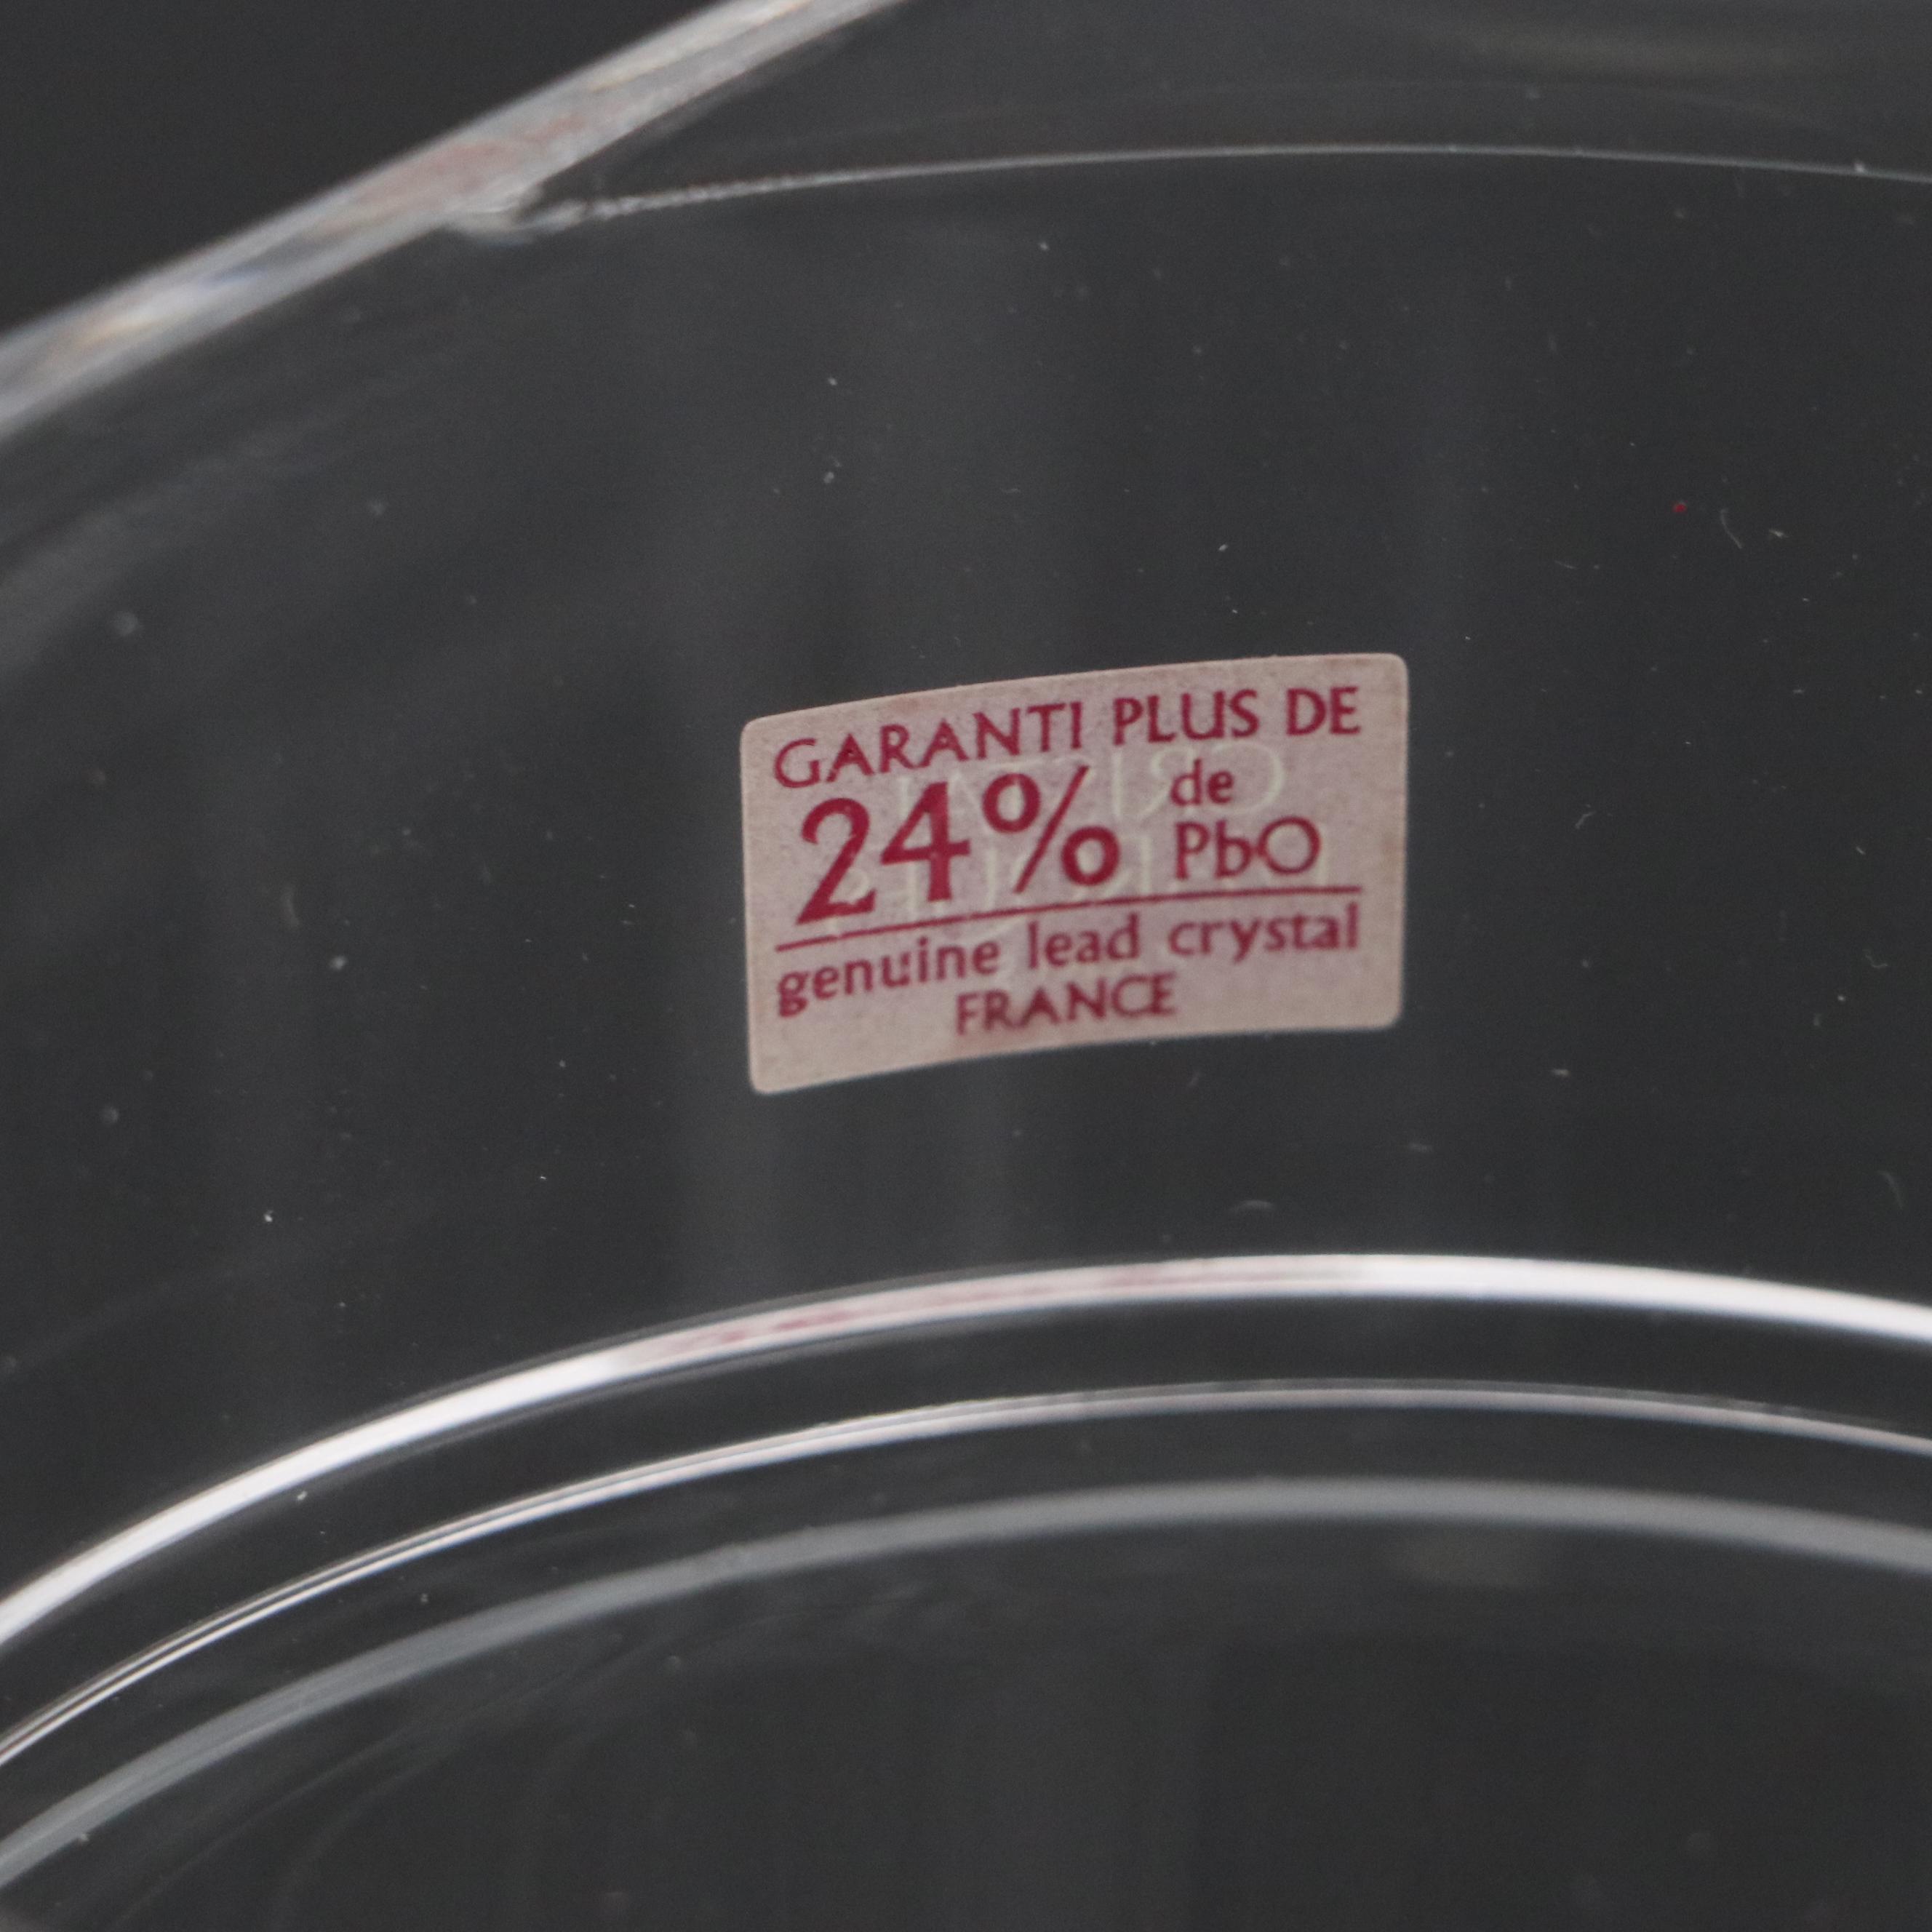 GARANTI PLUS DE
24% de PbO
genuine lead crystal
FRANCE